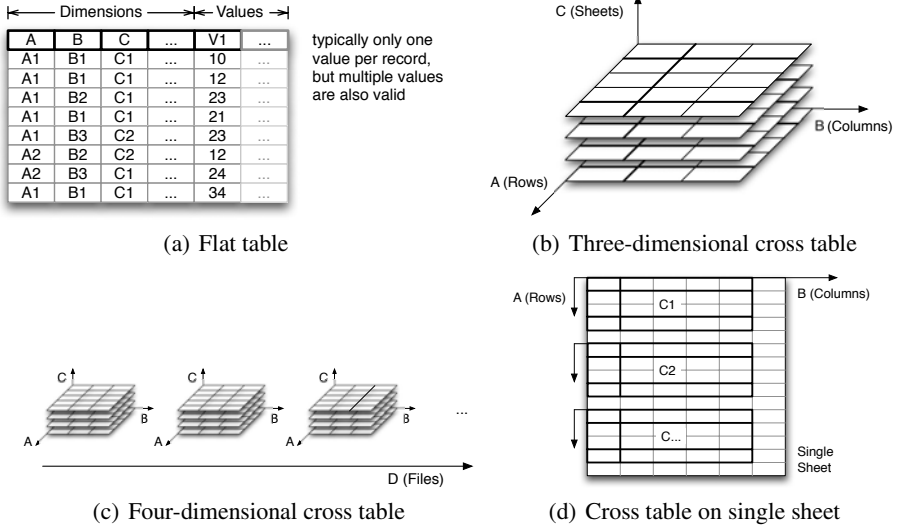 Dimensions Values
A B C ... V1 ...
A1 B1 C1 ... 10 ...
A1 B1 C1 ... 12 ...
A1 B2 C1 ... 23 ...
A1 B1 C1 ... 21 ...
A1 B3 C2 ... 23 ...
A2 B2 C2 ... 12 ...
A2 B3 C1 ... 24 ...
A1 B1 C1 ... 34 ...
typically only one
value per record,
but multiple values
are also valid
(a) Flat table
C (Sheets)
B (Columns)
A (Rows)
(b) Three-dimensional cross table
C
B
A
C
B
A
C
B
A
...
D (Files)
(c) Four-dimensional cross table
A (Rows)
B (Columns)
C1
C2
C...
Single
Sheet
(d) Cross table on single sheet